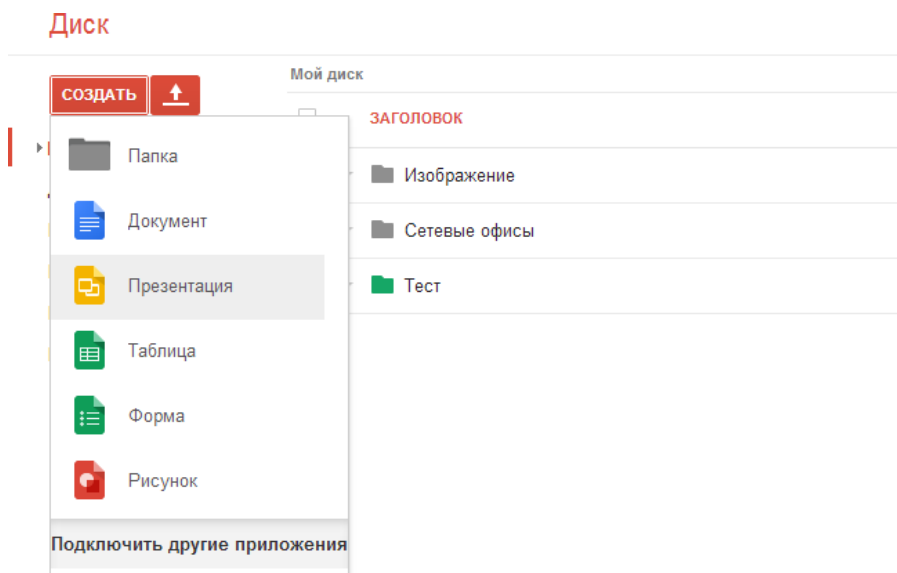 Диск
СОЗДАТЬ
Мой диск
ЗАГОЛОВОК
Папка
Документ
Презентация
Таблица
Форма
Рисунок
Подключить другие приложения
Изображение
Сетевые офисы
Тест